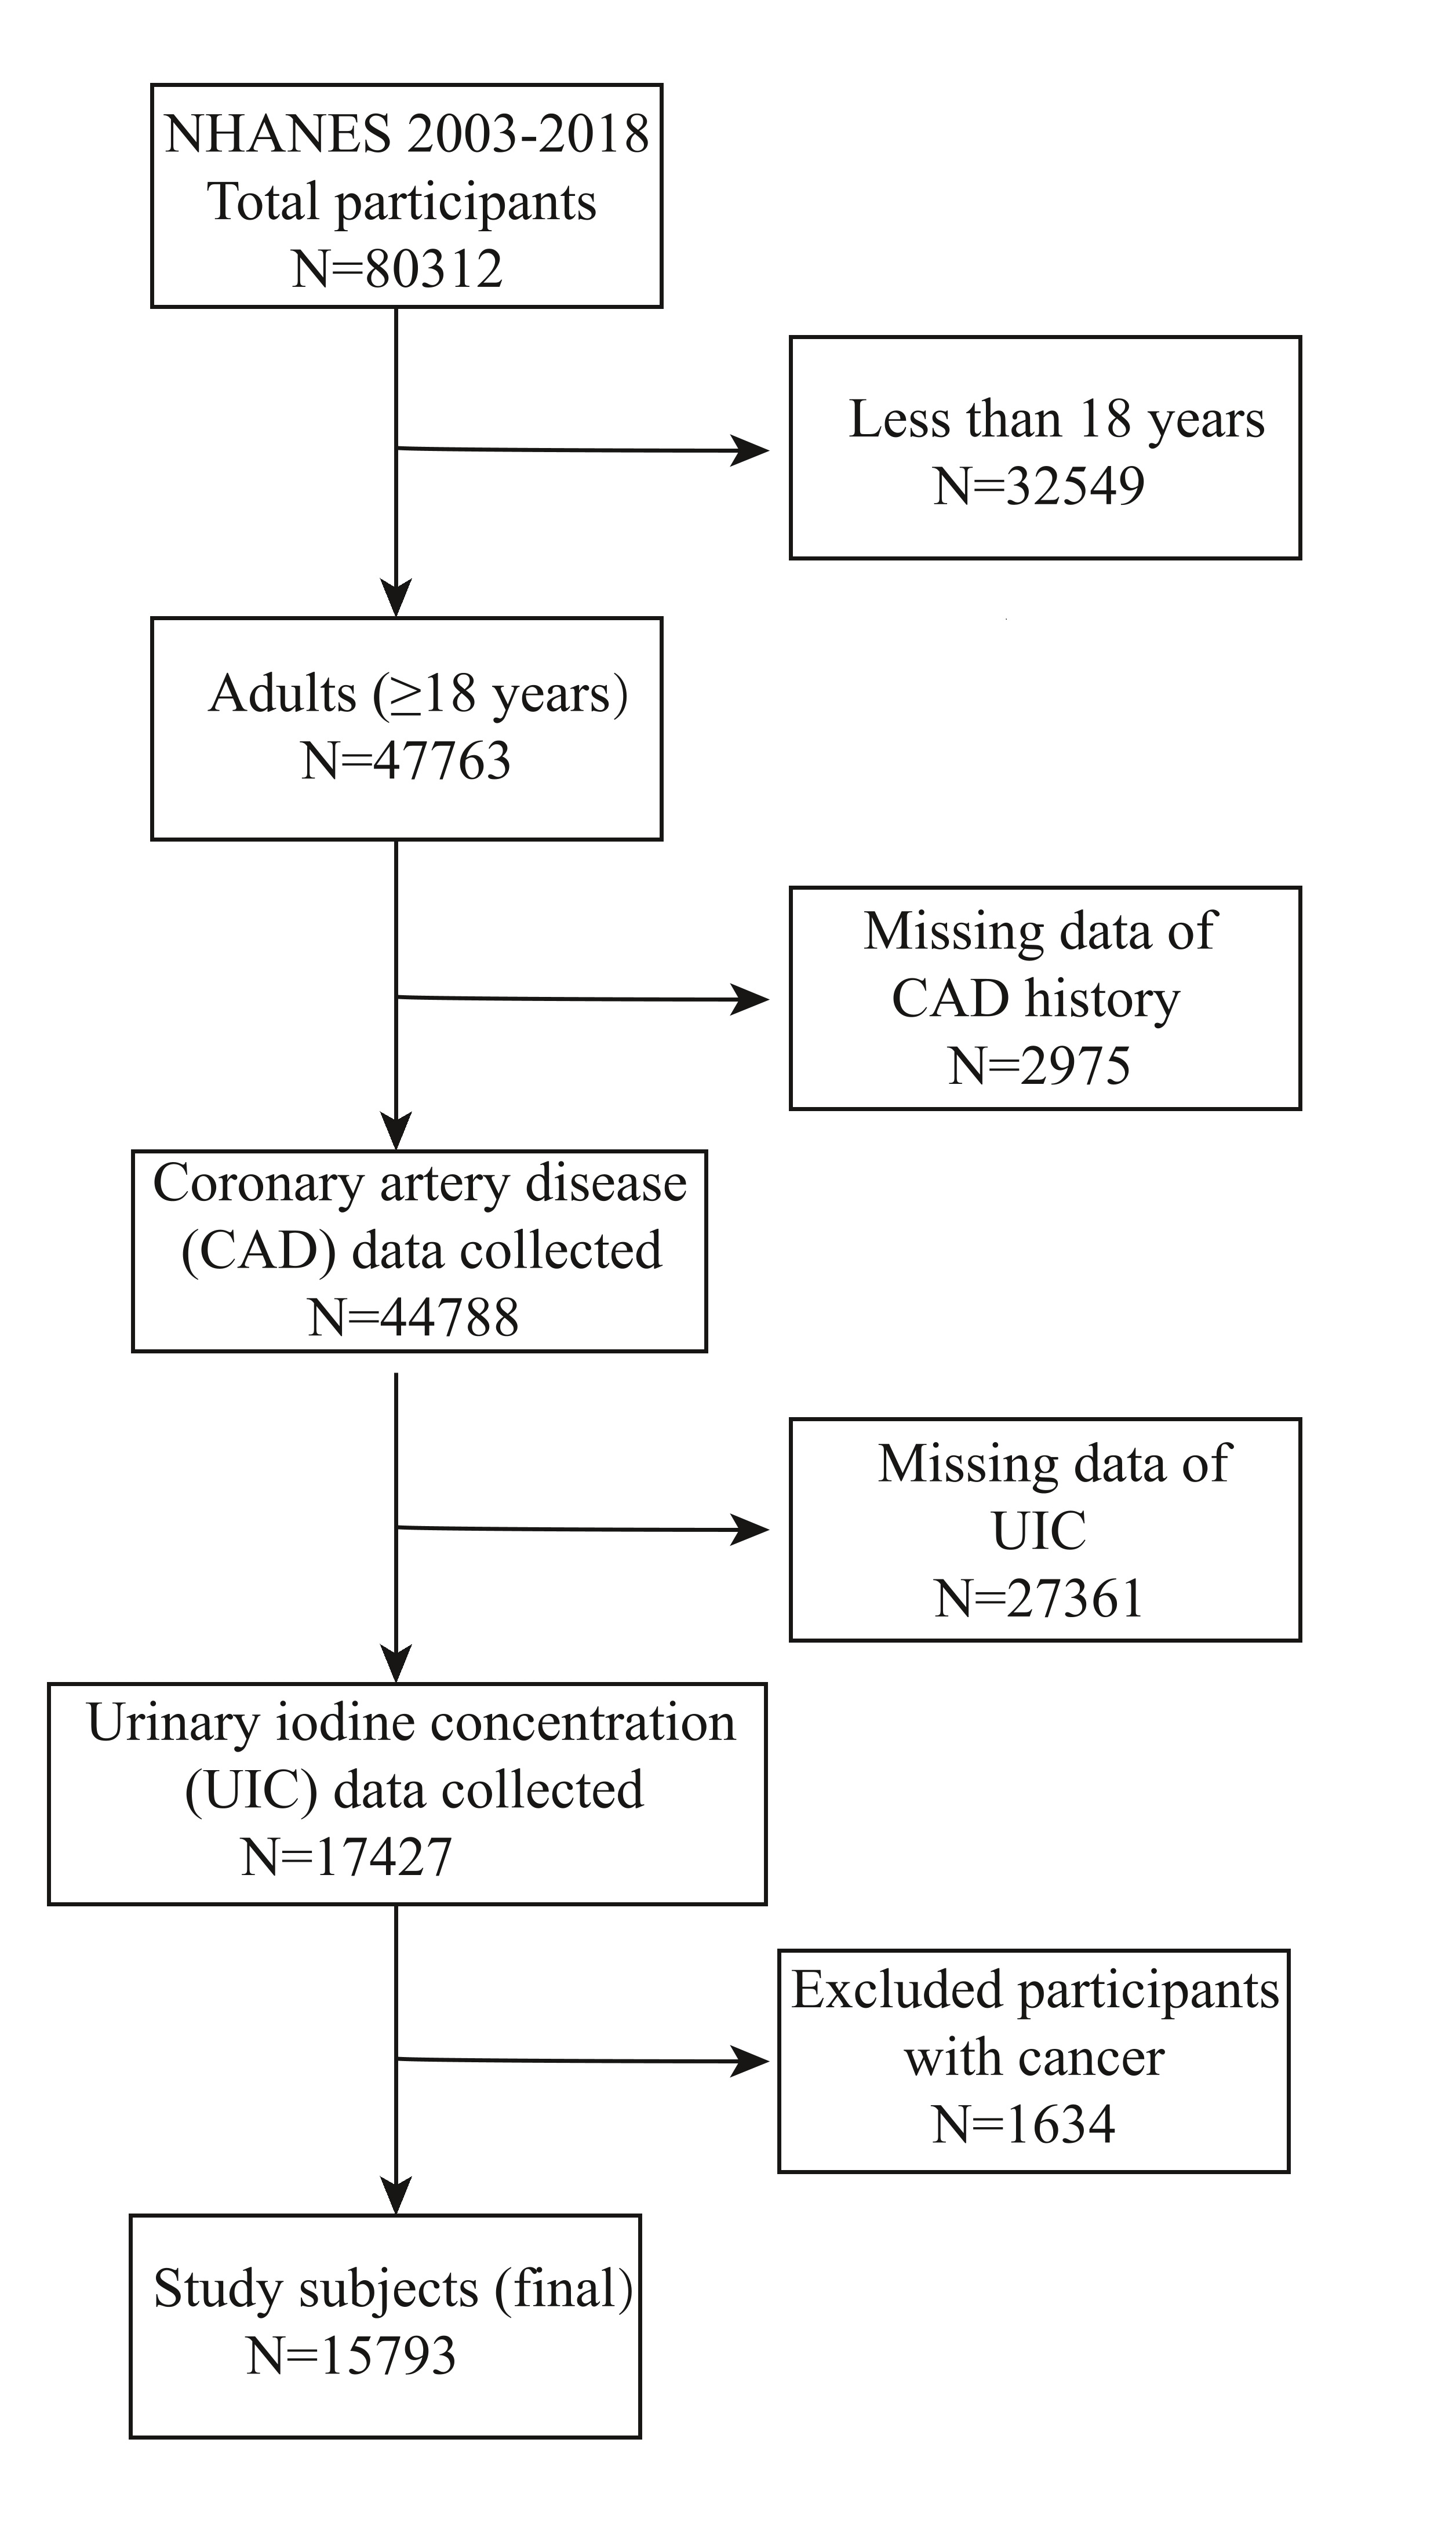 NHANES 2003-2018
Total participants
N=80312
Less than 18 years
N=32549
Adults (≥18 years)
N=47763
Missing data of
CAD history
N=2975
Coronary artery disease
(CAD) data collected
N=44788
Missing data of
UIC
N=27361
Urinary iodine concentration
(UIC) data collected
N=17427
Excluded participants
with cancer
N=1634
Study subjects (final)
N=15793